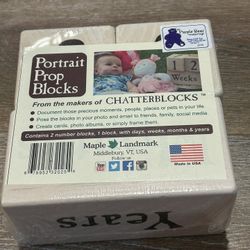 Portrait
Prop
Blocks
1 2
Weeks
From the makers of CHATTERBLOCKS™
• Document those precious moments, people, places or pets in your life
• Pose the blocks in your photo and email to friends, family, social media
• Create cards, photo albums, or simply frame them.
Contains 2 number blocks, 1 block, with days, weeks, months & years
Maple Landmark
Middlebury, VT
Follow us
MADE IN USA
Years